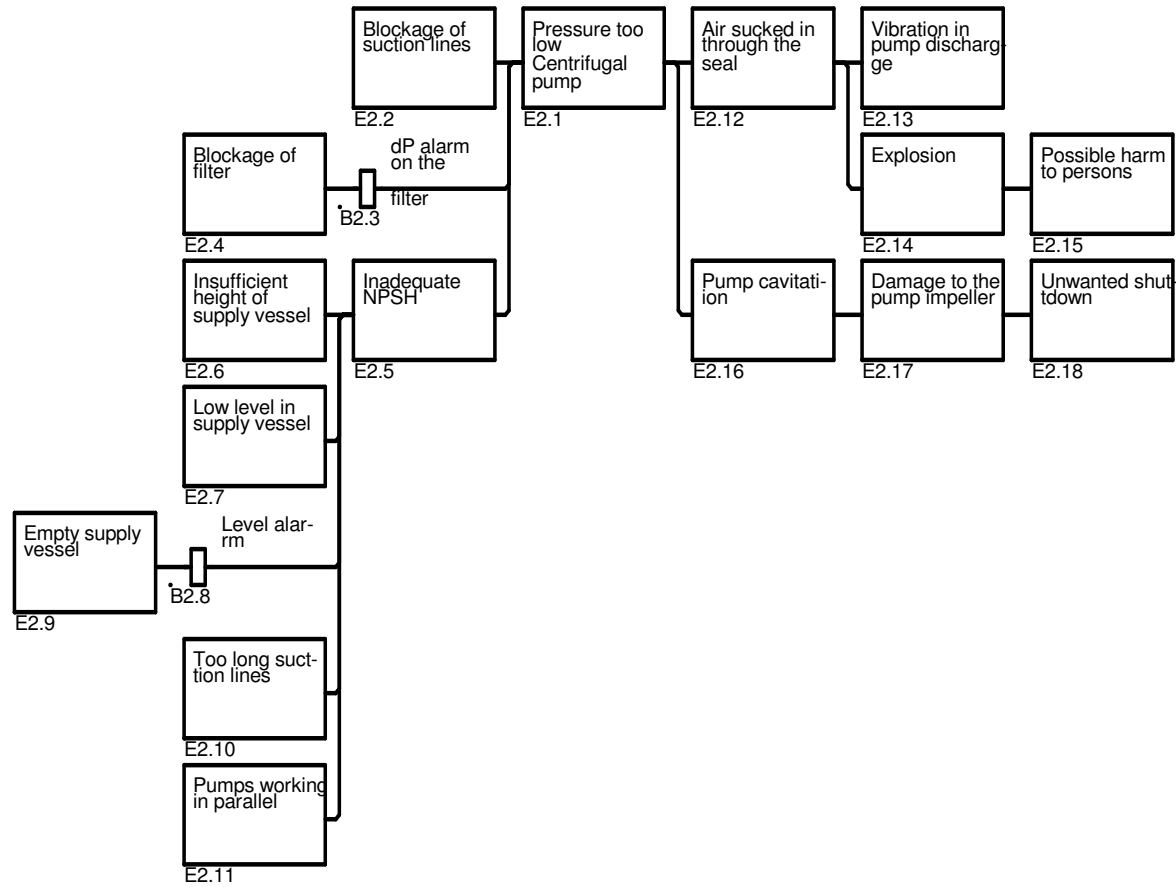 Blockage of
suction lines
E2.2
Pressure too
low
Centrifugal
pump
E2.1
Air sucked in
through the
seal
E2.12
Vibration in
pump discharg-
ge
E2.13
Blockage of
filter
E2.4
dP alarm
on the
filter
B2.3
Explosion
E2.14
Possible harm
to persons
E2.15
Insufficient
height of
supply vessel
E2.6
Inadequate
NPSH
E2.5
Pump cavitati-
ion
E2.16
Damage to the
pump impeller
E2.17
Unwanted shut-
tdown
E2.18
Low level in
supply vessel
E2.7
Empty supply
vessel
E2.9
Level alar-
rm
B2.8
Too long suct-
tion lines
E2.10
Pumps working
in parallel
E2.11